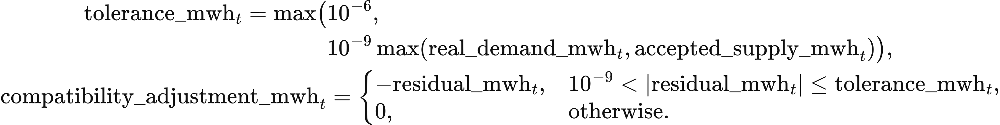 tolerance_mwh_t = max(10^{-6},
10^{-9} max(real_demand_mwh_t, accepted_supply_mwh_t)),
compatibility_adjustment_mwh_t = { −residual_mwh_t, 10^{-9} < |residual_mwh_t| ≤ tolerance_mwh_t,
0, otherwise.